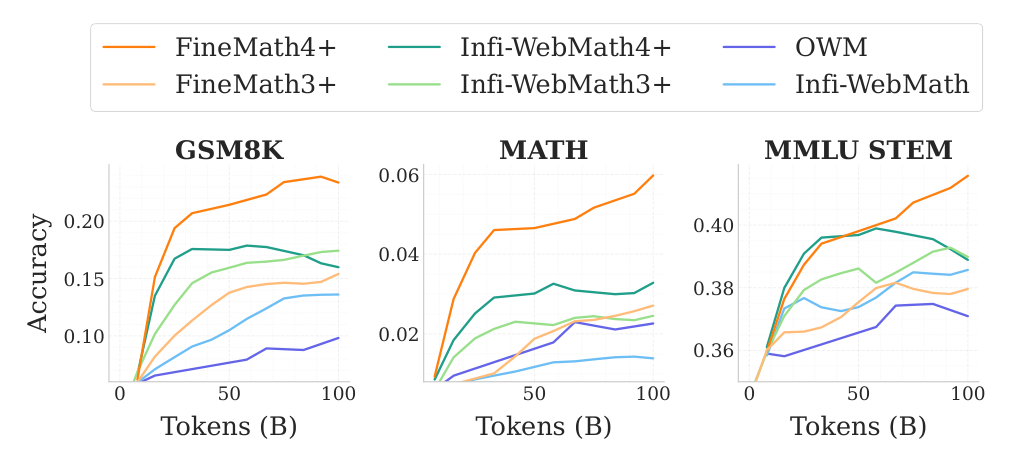 FineMath4+ Infi-WebMath4+ OWM
FineMath3+ Infi-WebMath3+ Infi-WebMath
GSM8K MATH MMLU STEM
Accuracy
0.20
0.15
0.10
0 50 100
Tokens (B)
0.06
0.04
0.02
50 100
Tokens (B)
0.40
0.38
0.36
0 50 100
Tokens (B)